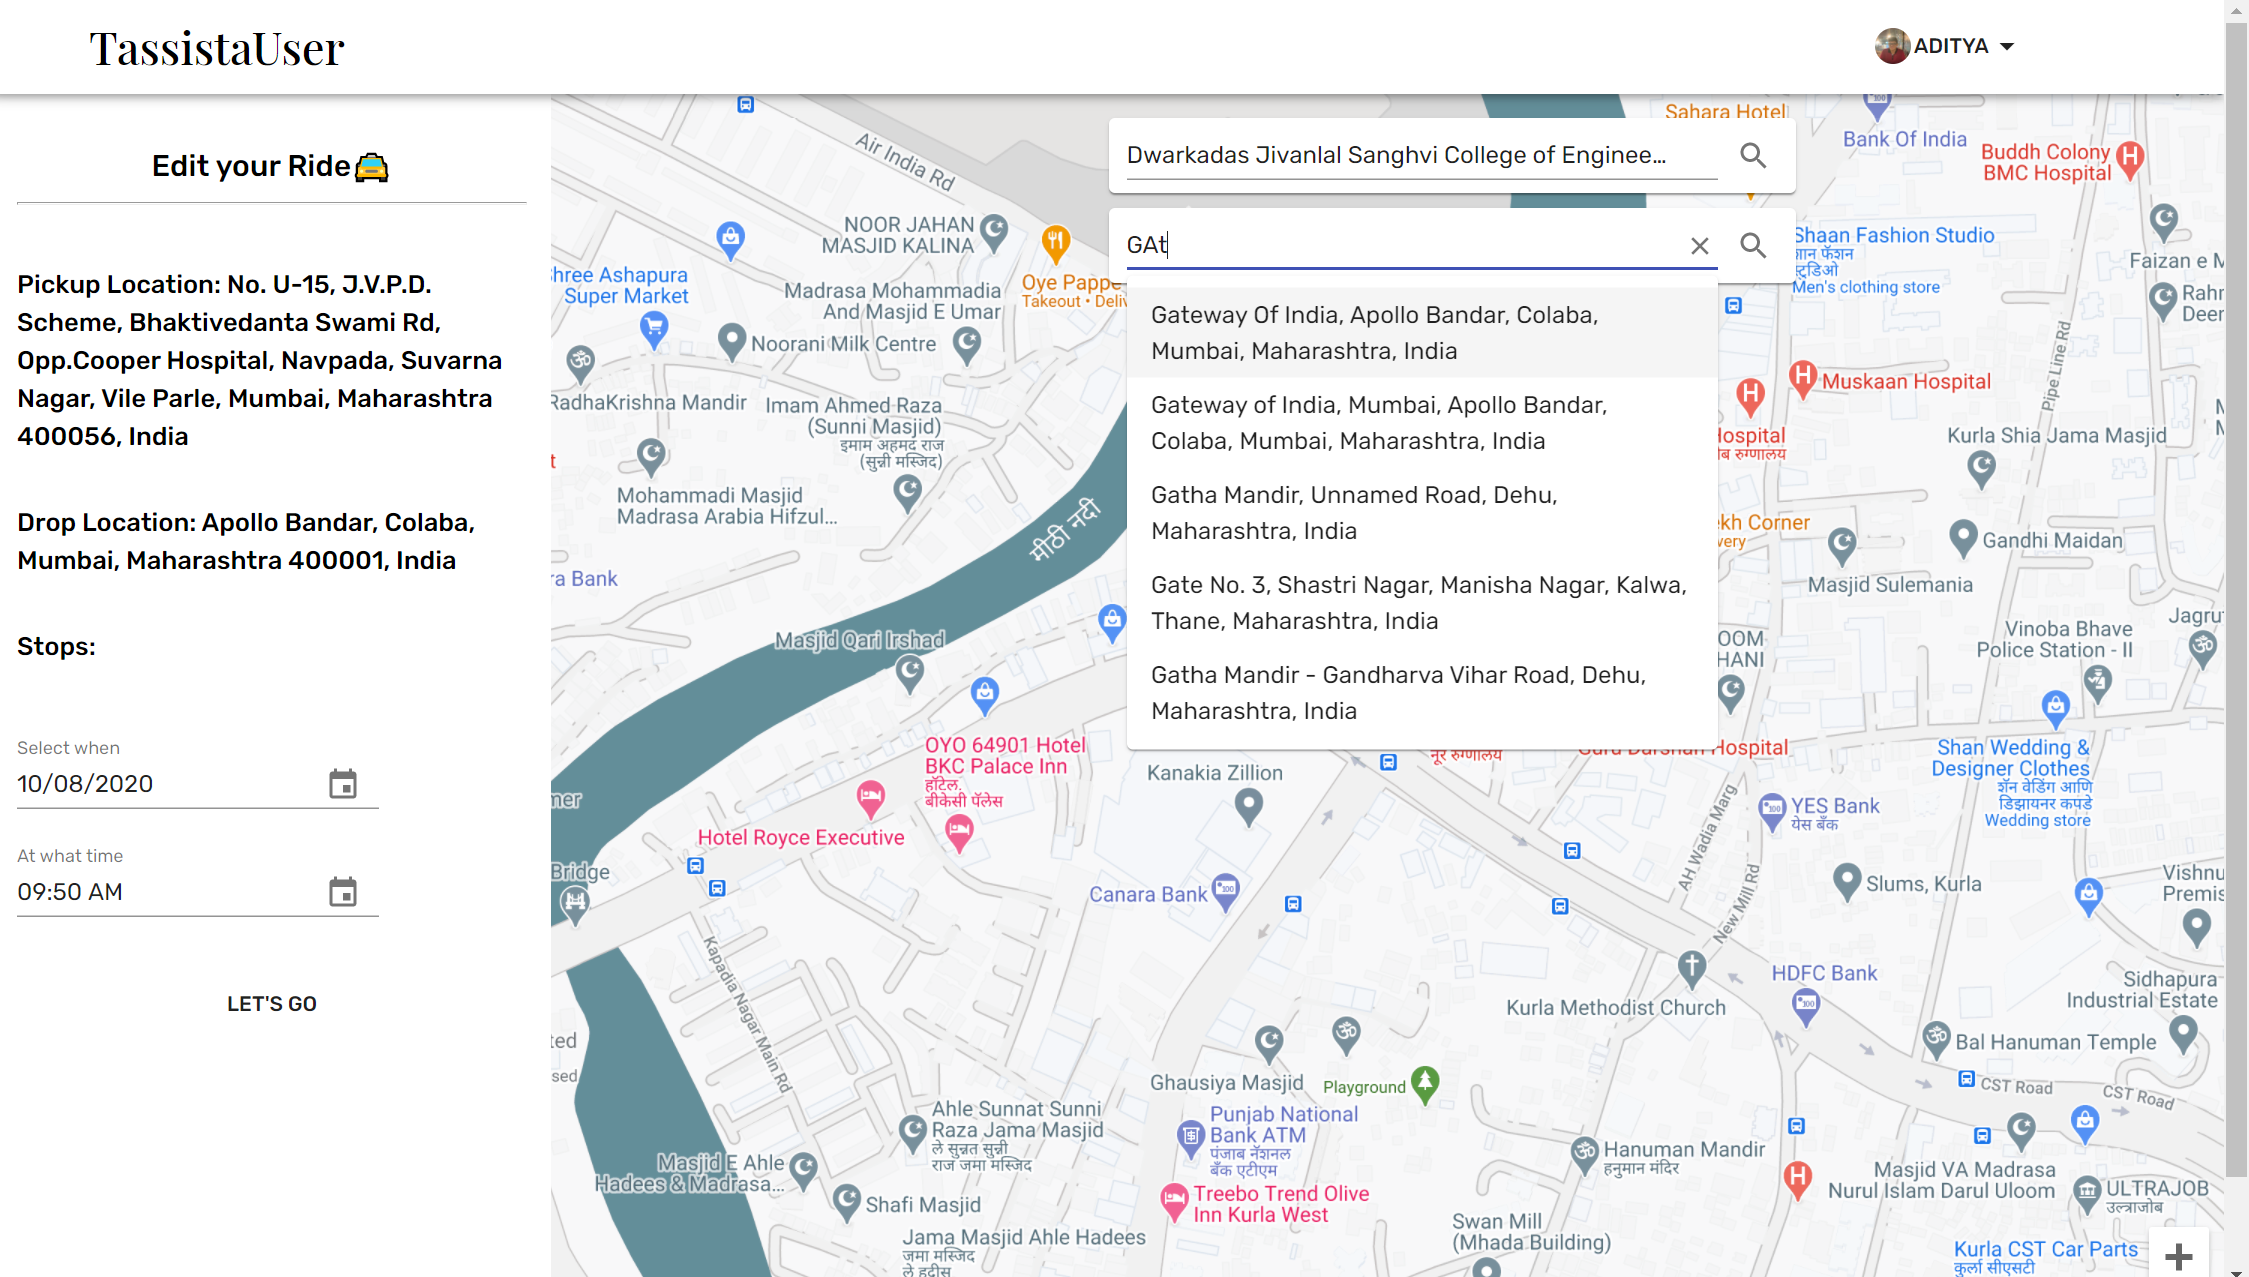 TassistaUser
ADITYA
Edit your Ride
Pickup Location: No. U-15, J.V.P.D.
Scheme, Bhaktivedanta Swami Rd,
Opp.Cooper Hospital, Navpada, Suvarna
Nagar, Vile Parle, Mumbai, Maharashtra
400056, India
Drop Location: Apollo Bandar, Colaba,
Mumbai, Maharashtra 400001, India
Stops:
Select when
10/08/2020
At what time
09:50 AM
LET'S GO
Dwarkadas Jivanlal Sanghvi College of Enginee...
GAt
Gateway Of India, Apollo Bandar, Colaba,
Mumbai, Maharashtra, India
Gateway of India, Mumbai, Apollo Bandar,
Colaba, Mumbai, Maharashtra, India
Gatha Mandir, Unnamed Road, Dehu,
Maharashtra, India
Gate No. 3, Shastri Nagar, Manisha Nagar, Kalwa,
Thane, Maharashtra, India
Gatha Mandir - Gandharva Vihar Road, Dehu,
Maharashtra, India
Air India Rd
Sahara Hotel
Bank Of India
Buddh Colony
BMC Hospital
NOOR JAHAN
MASJID KALINA
Shaan Fashion Studio
स्टुडिओ
Men's clothing store
Faizan e M
hree Ashapura
Super Market
Oye Pappe
Takeout • Deliv
Madrasa Mohammadia
And Masjid E Umar
Noorani Milk Centre
Pipe Line Rd
Muskaan Hospital
RadhaKrishna Mandir
Imam Ahmed Raza
(Sunni Masjid)
इमाम अहमद राज
(सुन्नी मस्जिद)
Hospital
Kurla Shia Jama Masjid
Mohammadi Masjid
Madrasa Arabia Hifzul...
मीठी नदी
kh Corner
very
Gandhi Maidan
ra Bank
Masjid Sulemania
Masjid Qari Irshad
Vinoba Bhave
Police Station - II
Jagrut
OOM
HANI
OYO 64901 Hotel
BKC Palace Inn
हॉटेल.
बीकेसी पॅलेस
Guru Darshan Hospital
नूर रुग्णालय
Kanakia Zillion
Shan Wedding &
Designer Clothes
शॅन वेडिंग आणि
डिझायनर कपडे
Wedding store
Hotel Royce Executive
AH Wadia Marg
YES Bank
येस बँक
Bridge
Canara Bank
New Mill Rd
Slums, Kurla
Vishnu
Premis
Kapadia Nagar Main Rd
HDFC Bank
Kurla Methodist Church
Sidhapura
Industrial Estate
Bal Hanuman Temple
Ghausiya Masjid
Playground
CST Road
CST Road
Ahle Sunnat Sunni
Raza Jama Masjid
ले सुन्नत सुन्नी
राज जमा मस्जिद
Punjab National
Bank ATM
पंजाब नॅशनल
बँक एटीएम
Hanuman Mandir
हनुमान मंदिर
Masjid E Ahle
Hadees & Madrasa...
Masjid VA Madrasa
Nurul Islam Darul Uloom
ULTRAJOB
उल्त्राजोब
Shafi Masjid
Treebo Trend Olive
Inn Kurla West
Jama Masjid Ahle Hadees
जमा मस्जिद
ले हदीस
Swan Mill
(Mhada Building)
Kurla CST Car Parts
कुर्ला सीएसटी